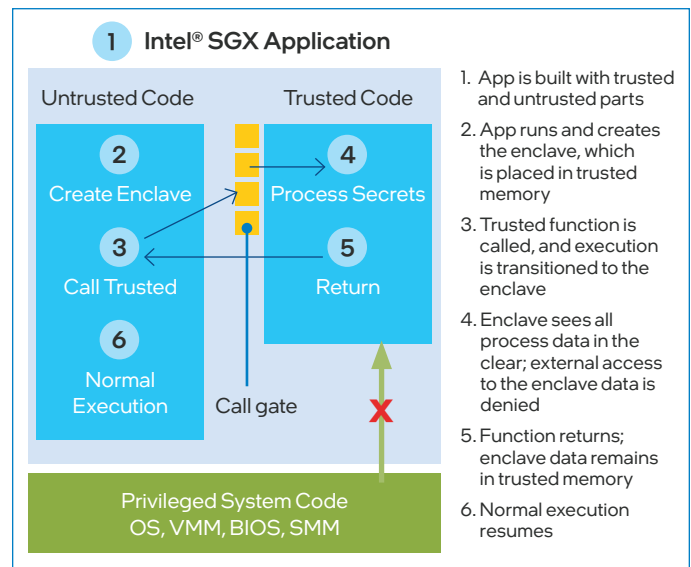 1 Intel® SGX Application
Untrusted Code
Trusted Code
2
Create Enclave
3
Call Trusted
6
Normal
Execution
4
Process Secrets
5
Return
Call gate
X
Privileged System Code
OS, VMM, BIOS, SMM
1. App is built with trusted
and untrusted parts
2. App runs and creates
the enclave, which
is placed in trusted
memory
3. Trusted function is
called, and execution
is transitioned to the
enclave
4. Enclave sees all
process data in the
clear; external access
to the enclave data is
denied
5. Function returns;
enclave data remains
in trusted memory
6. Normal execution
resumes